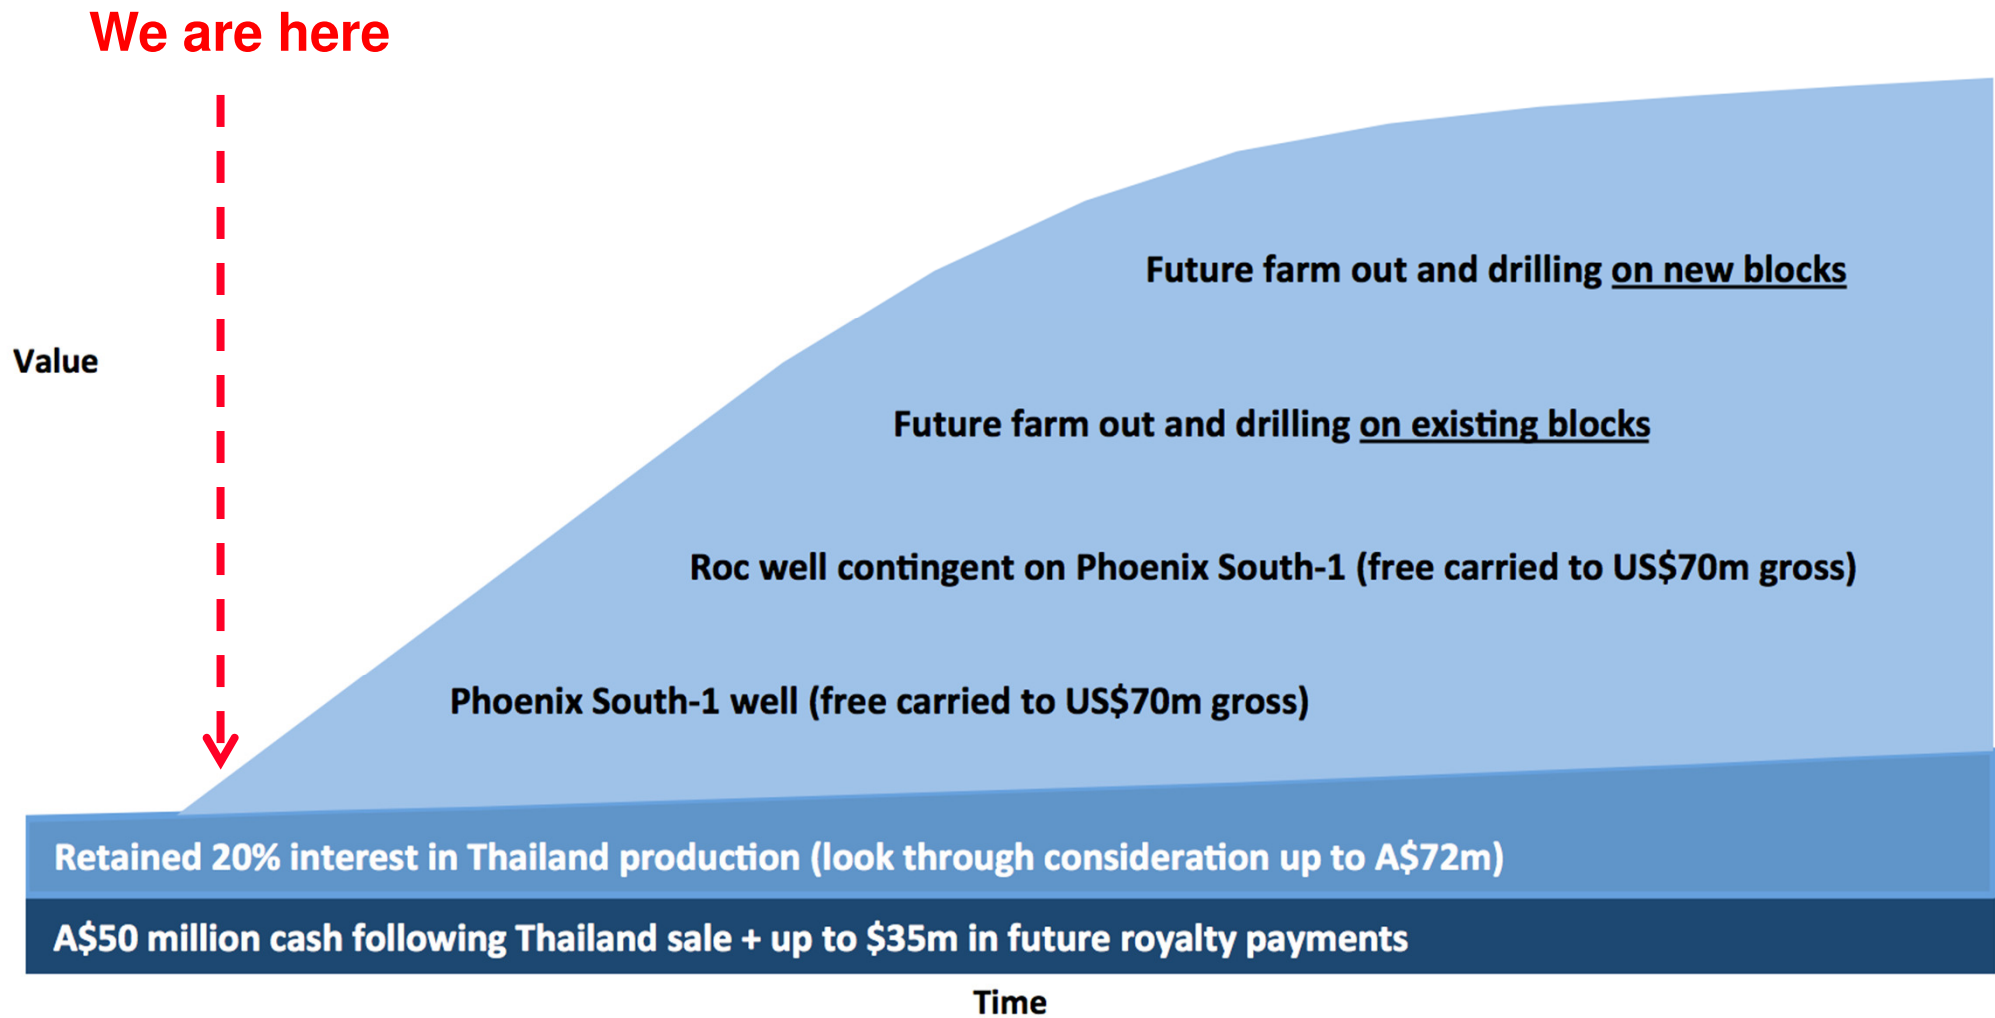 We are here
Future farm out and drilling on new blocks
Value
Future farm out and drilling on existing blocks
Roc well contingent on Phoenix South-1 (free carried to US$70m gross)
Phoenix South-1 well (free carried to US$70m gross)
Retained 20% interest in Thailand production (look through consideration up to A$72m)
A$50 million cash following Thailand sale + up to $35m in future royalty payments
Time